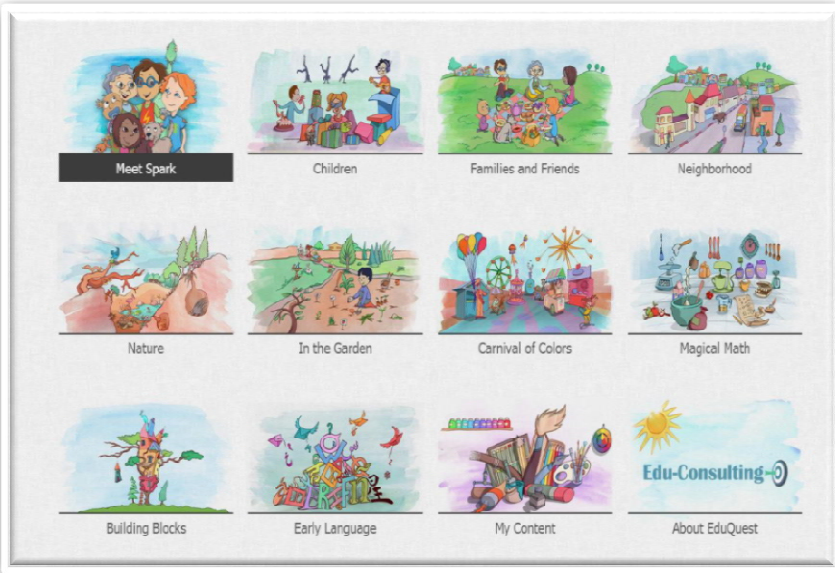 Meet Spark
Children
Families and Friends
Neighborhood
Nature
In the Garden
Carnival of Colors
Magical Math
Building Blocks
Early Language
My Content
Edu-Consulting
About EduQuest